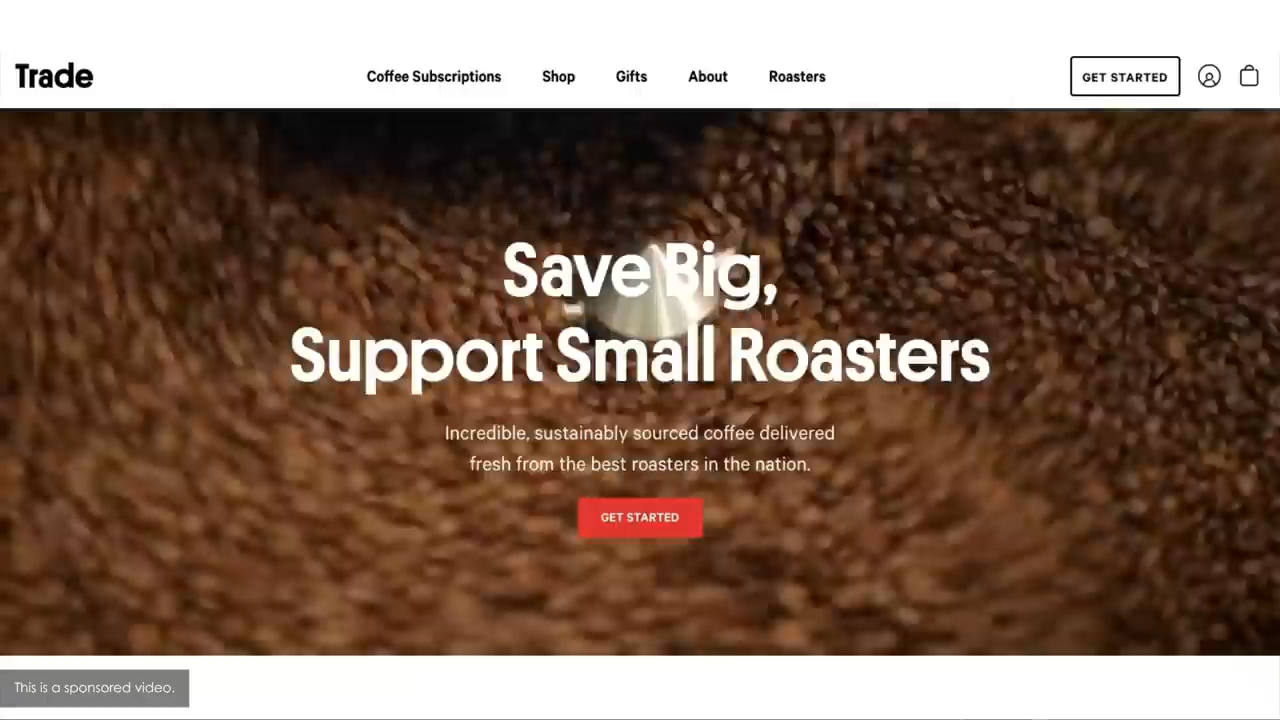 Trade
Coffee Subscriptions
Shop
Gifts
About
Roasters
GET STARTED
Save Big,
Support Small Roasters
Incredible, sustainably sourced coffee delivered
fresh from the best roasters in the nation.
GET STARTED
This is a sponsored video.